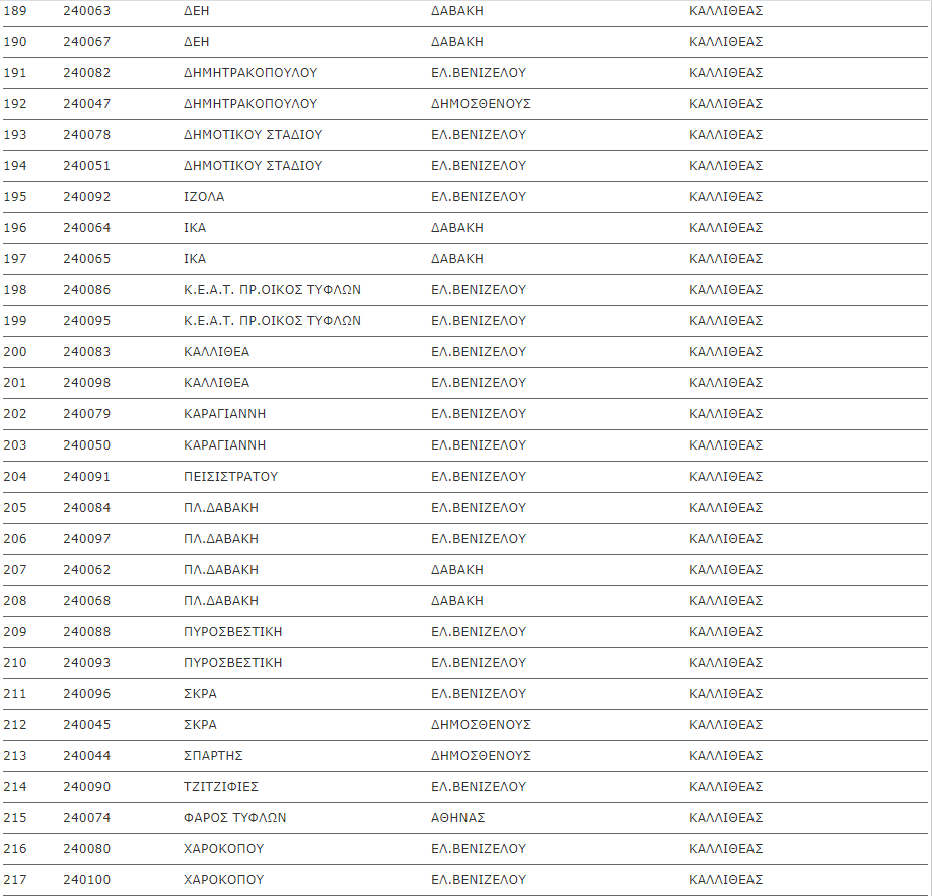 189 240063 ΔΕΗ ΔΑΒΑΚΗ ΚΑΛΛΙΘΕΑΣ
190 240067 ΔΕΗ ΔΑΒΑΚΗ ΚΑΛΛΙΘΕΑΣ
191 240082 ΔΗΜΗΤΡΑΚΟΠΟΥΛΟΥ ΕΛ.ΒΕΝΙΖΕΛΟΥ ΚΑΛΛΙΘΕΑΣ
192 240047 ΔΗΜΗΤΡΑΚΟΠΟΥΛΟΥ ΔΗΜΟΣΘΕΝΟΥΣ ΚΑΛΛΙΘΕΑΣ
193 240078 ΔΗΜΟΤΙΚΟΥ ΣΤΑΔΙΟΥ ΕΛ.ΒΕΝΙΖΕΛΟΥ ΚΑΛΛΙΘΕΑΣ
194 240051 ΔΗΜΟΤΙΚΟΥ ΣΤΑΔΙΟΥ ΕΛ.ΒΕΝΙΖΕΛΟΥ ΚΑΛΛΙΘΕΑΣ
195 240092 ΙΖΟΛΑ ΕΛ.ΒΕΝΙΖΕΛΟΥ ΚΑΛΛΙΘΕΑΣ
196 240064 ΙΚΑ ΔΑΒΑΚΗ ΚΑΛΛΙΘΕΑΣ
197 240065 ΙΚΑ ΔΑΒΑΚΗ ΚΑΛΛΙΘΕΑΣ
198 240086 Κ.Ε.Α.Τ. ΠΡ.ΟΙΚΟΣ ΤΥΦΛΩΝ ΕΛ.ΒΕΝΙΖΕΛΟΥ ΚΑΛΛΙΘΕΑΣ
199 240095 Κ.Ε.Α.Τ. ΠΡ.ΟΙΚΟΣ ΤΥΦΛΩΝ ΕΛ.ΒΕΝΙΖΕΛΟΥ ΚΑΛΛΙΘΕΑΣ
200 240083 ΚΑΛΛΙΘΕΑ ΕΛ.ΒΕΝΙΖΕΛΟΥ ΚΑΛΛΙΘΕΑΣ
201 240098 ΚΑΛΛΙΘΕΑ ΕΛ.ΒΕΝΙΖΕΛΟΥ ΚΑΛΛΙΘΕΑΣ
202 240079 ΚΑΡΑΓΙΑΝΝΗ ΕΛ.ΒΕΝΙΖΕΛΟΥ ΚΑΛΛΙΘΕΑΣ
203 240050 ΚΑΡΑΓΙΑΝΝΗ ΕΛ.ΒΕΝΙΖΕΛΟΥ ΚΑΛΛΙΘΕΑΣ
204 240091 ΠΕΙΣΙΣΤΡΑΤΟΥ ΕΛ.ΒΕΝΙΖΕΛΟΥ ΚΑΛΛΙΘΕΑΣ
205 240084 ΠΛ.ΔΑΒΑΚΗ ΕΛ.ΒΕΝΙΖΕΛΟΥ ΚΑΛΛΙΘΕΑΣ
206 240097 ΠΛ.ΔΑΒΑΚΗ ΕΛ.ΒΕΝΙΖΕΛΟΥ ΚΑΛΛΙΘΕΑΣ
207 240062 ΠΛ.ΔΑΒΑΚΗ ΔΑΒΑΚΗ ΚΑΛΛΙΘΕΑΣ
208 240068 ΠΛ.ΔΑΒΑΚΗ ΔΑΒΑΚΗ ΚΑΛΛΙΘΕΑΣ
209 240088 ΠΥΡΟΣΒΕΣΤΙΚΗ ΕΛ.ΒΕΝΙΖΕΛΟΥ ΚΑΛΛΙΘΕΑΣ
210 240093 ΠΥΡΟΣΒΕΣΤΙΚΗ ΕΛ.ΒΕΝΙΖΕΛΟΥ ΚΑΛΛΙΘΕΑΣ
211 240096 ΣΚΡΑ ΕΛ.ΒΕΝΙΖΕΛΟΥ ΚΑΛΛΙΘΕΑΣ
212 240045 ΣΚΡΑ ΔΗΜΟΣΘΕΝΟΥΣ ΚΑΛΛΙΘΕΑΣ
213 240044 ΣΠΑΡΤΗΣ ΔΗΜΟΣΘΕΝΟΥΣ ΚΑΛΛΙΘΕΑΣ
214 240090 ΤΖΙΤΖΙΦΙΕΣ ΕΛ.ΒΕΝΙΖΕΛΟΥ ΚΑΛΛΙΘΕΑΣ
215 240074 ΦΑΡΟΣ ΤΥΦΛΩΝ ΑΘΗΝΑΣ ΚΑΛΛΙΘΕΑΣ
216 240080 ΧΑΡΟΚΟΠΟΥ ΕΛ.ΒΕΝΙΖΕΛΟΥ ΚΑΛΛΙΘΕΑΣ
217 240100 ΧΑΡΟΚΟΠΟΥ ΕΛ.ΒΕΝΙΖΕΛΟΥ ΚΑΛΛΙΘΕΑΣ